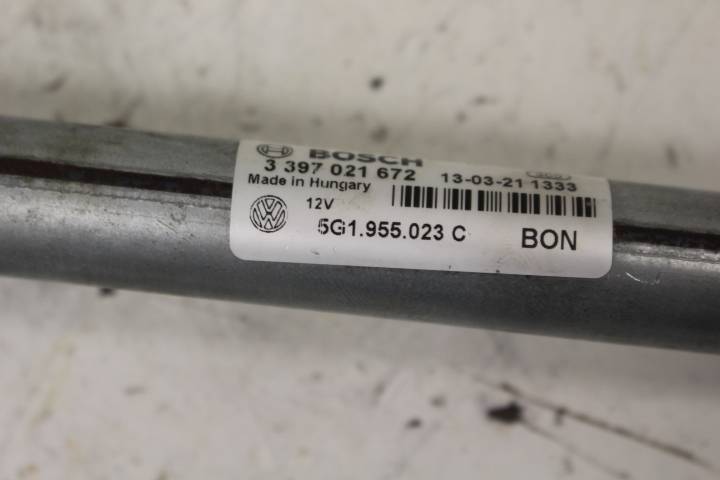 BOSCH
3 397 021 672 13-03-21 1333
Made in Hungary
12V
5G1.955.023 C BON